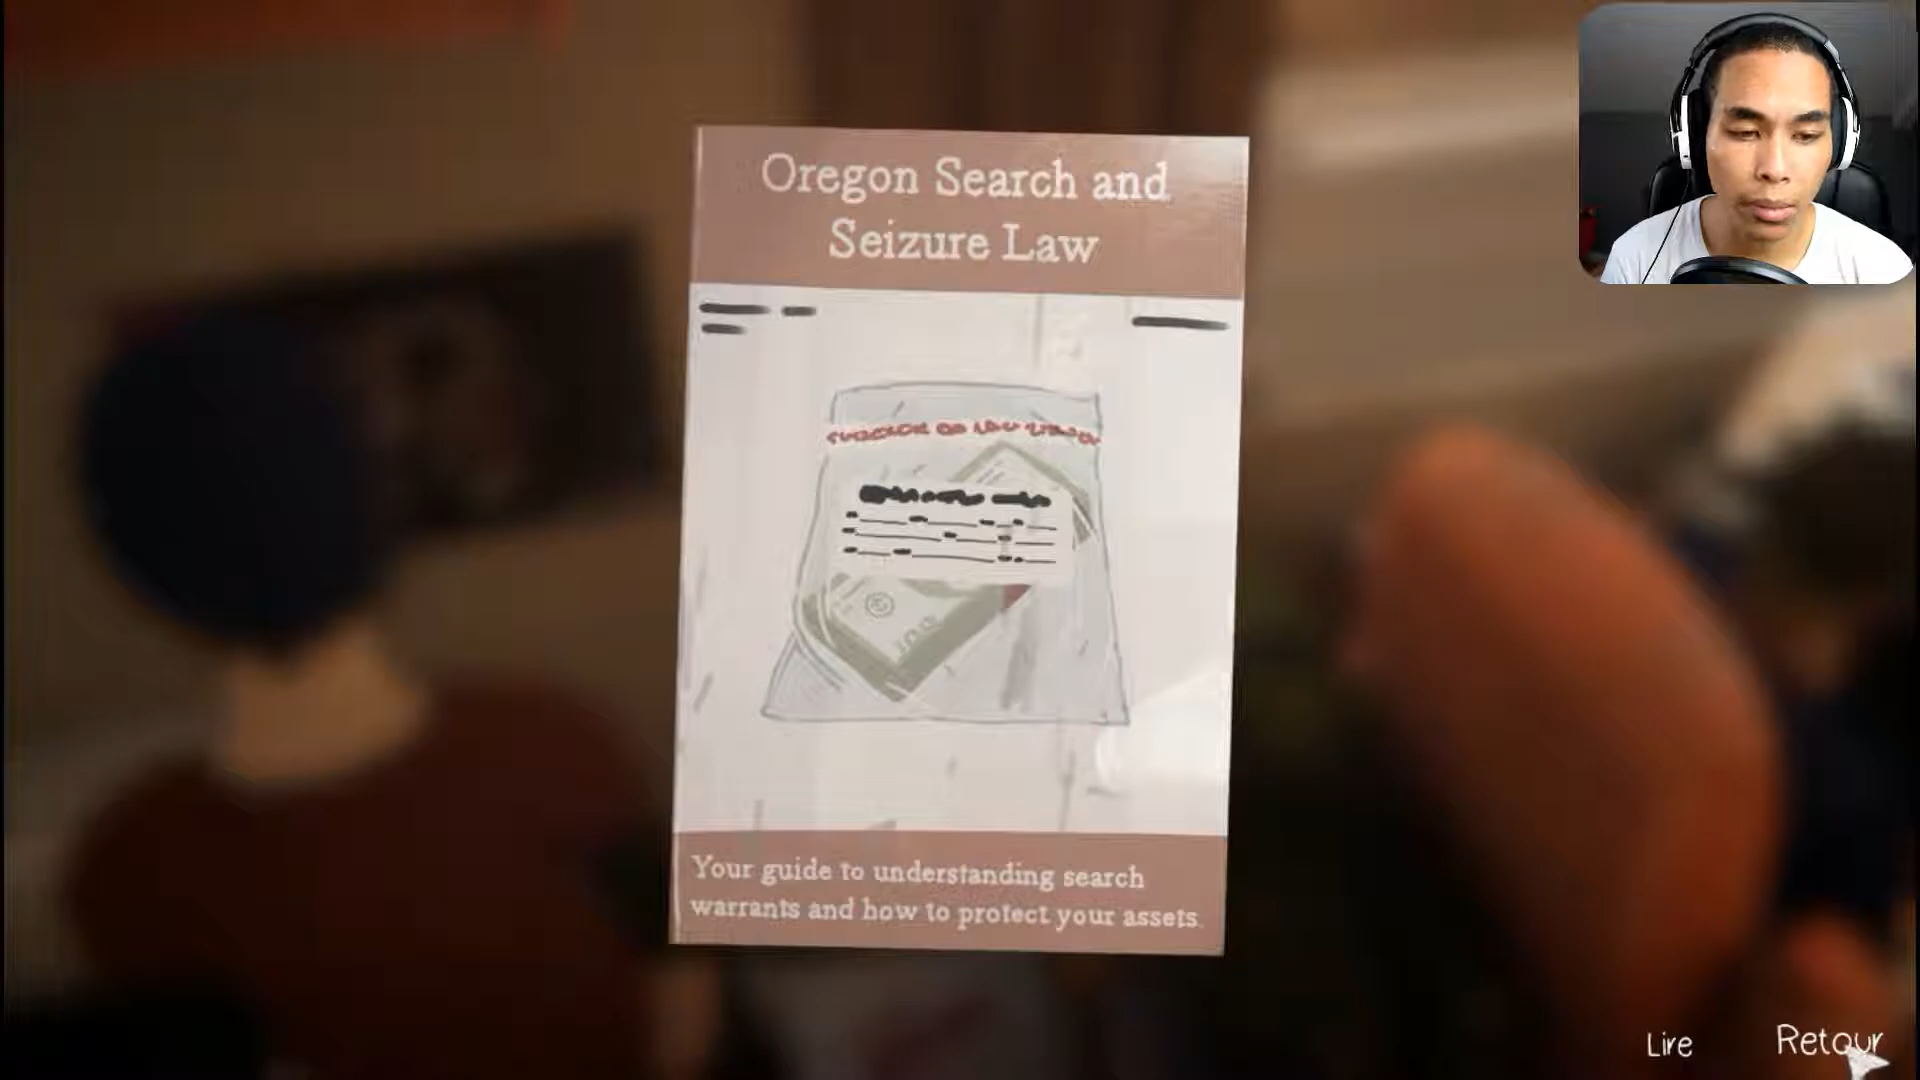 Oregon Search and
Seizure Law
Your guide to understanding search
warrants and how to protect your assets.
Lire
Retour